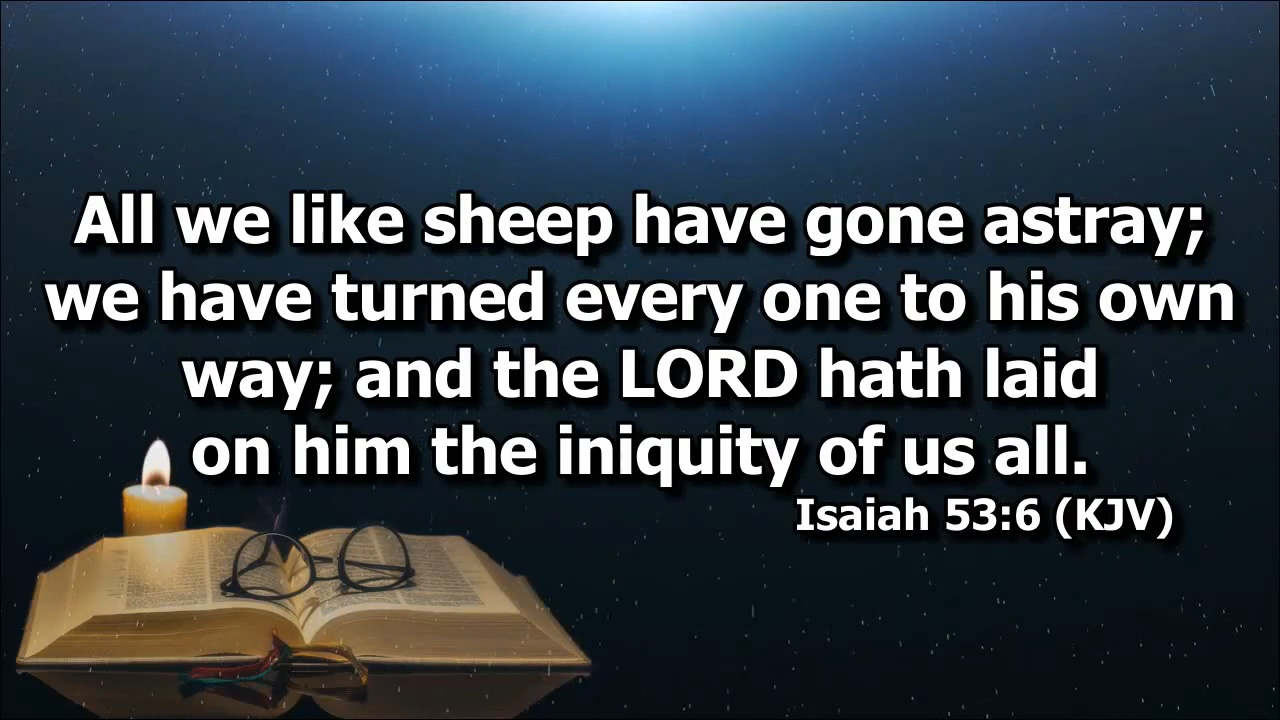 All we like sheep have gone astray;
we have turned every one to his own
way; and the LORD hath laid
on him the iniquity of us all.
Isaiah 53:6 (KJV)